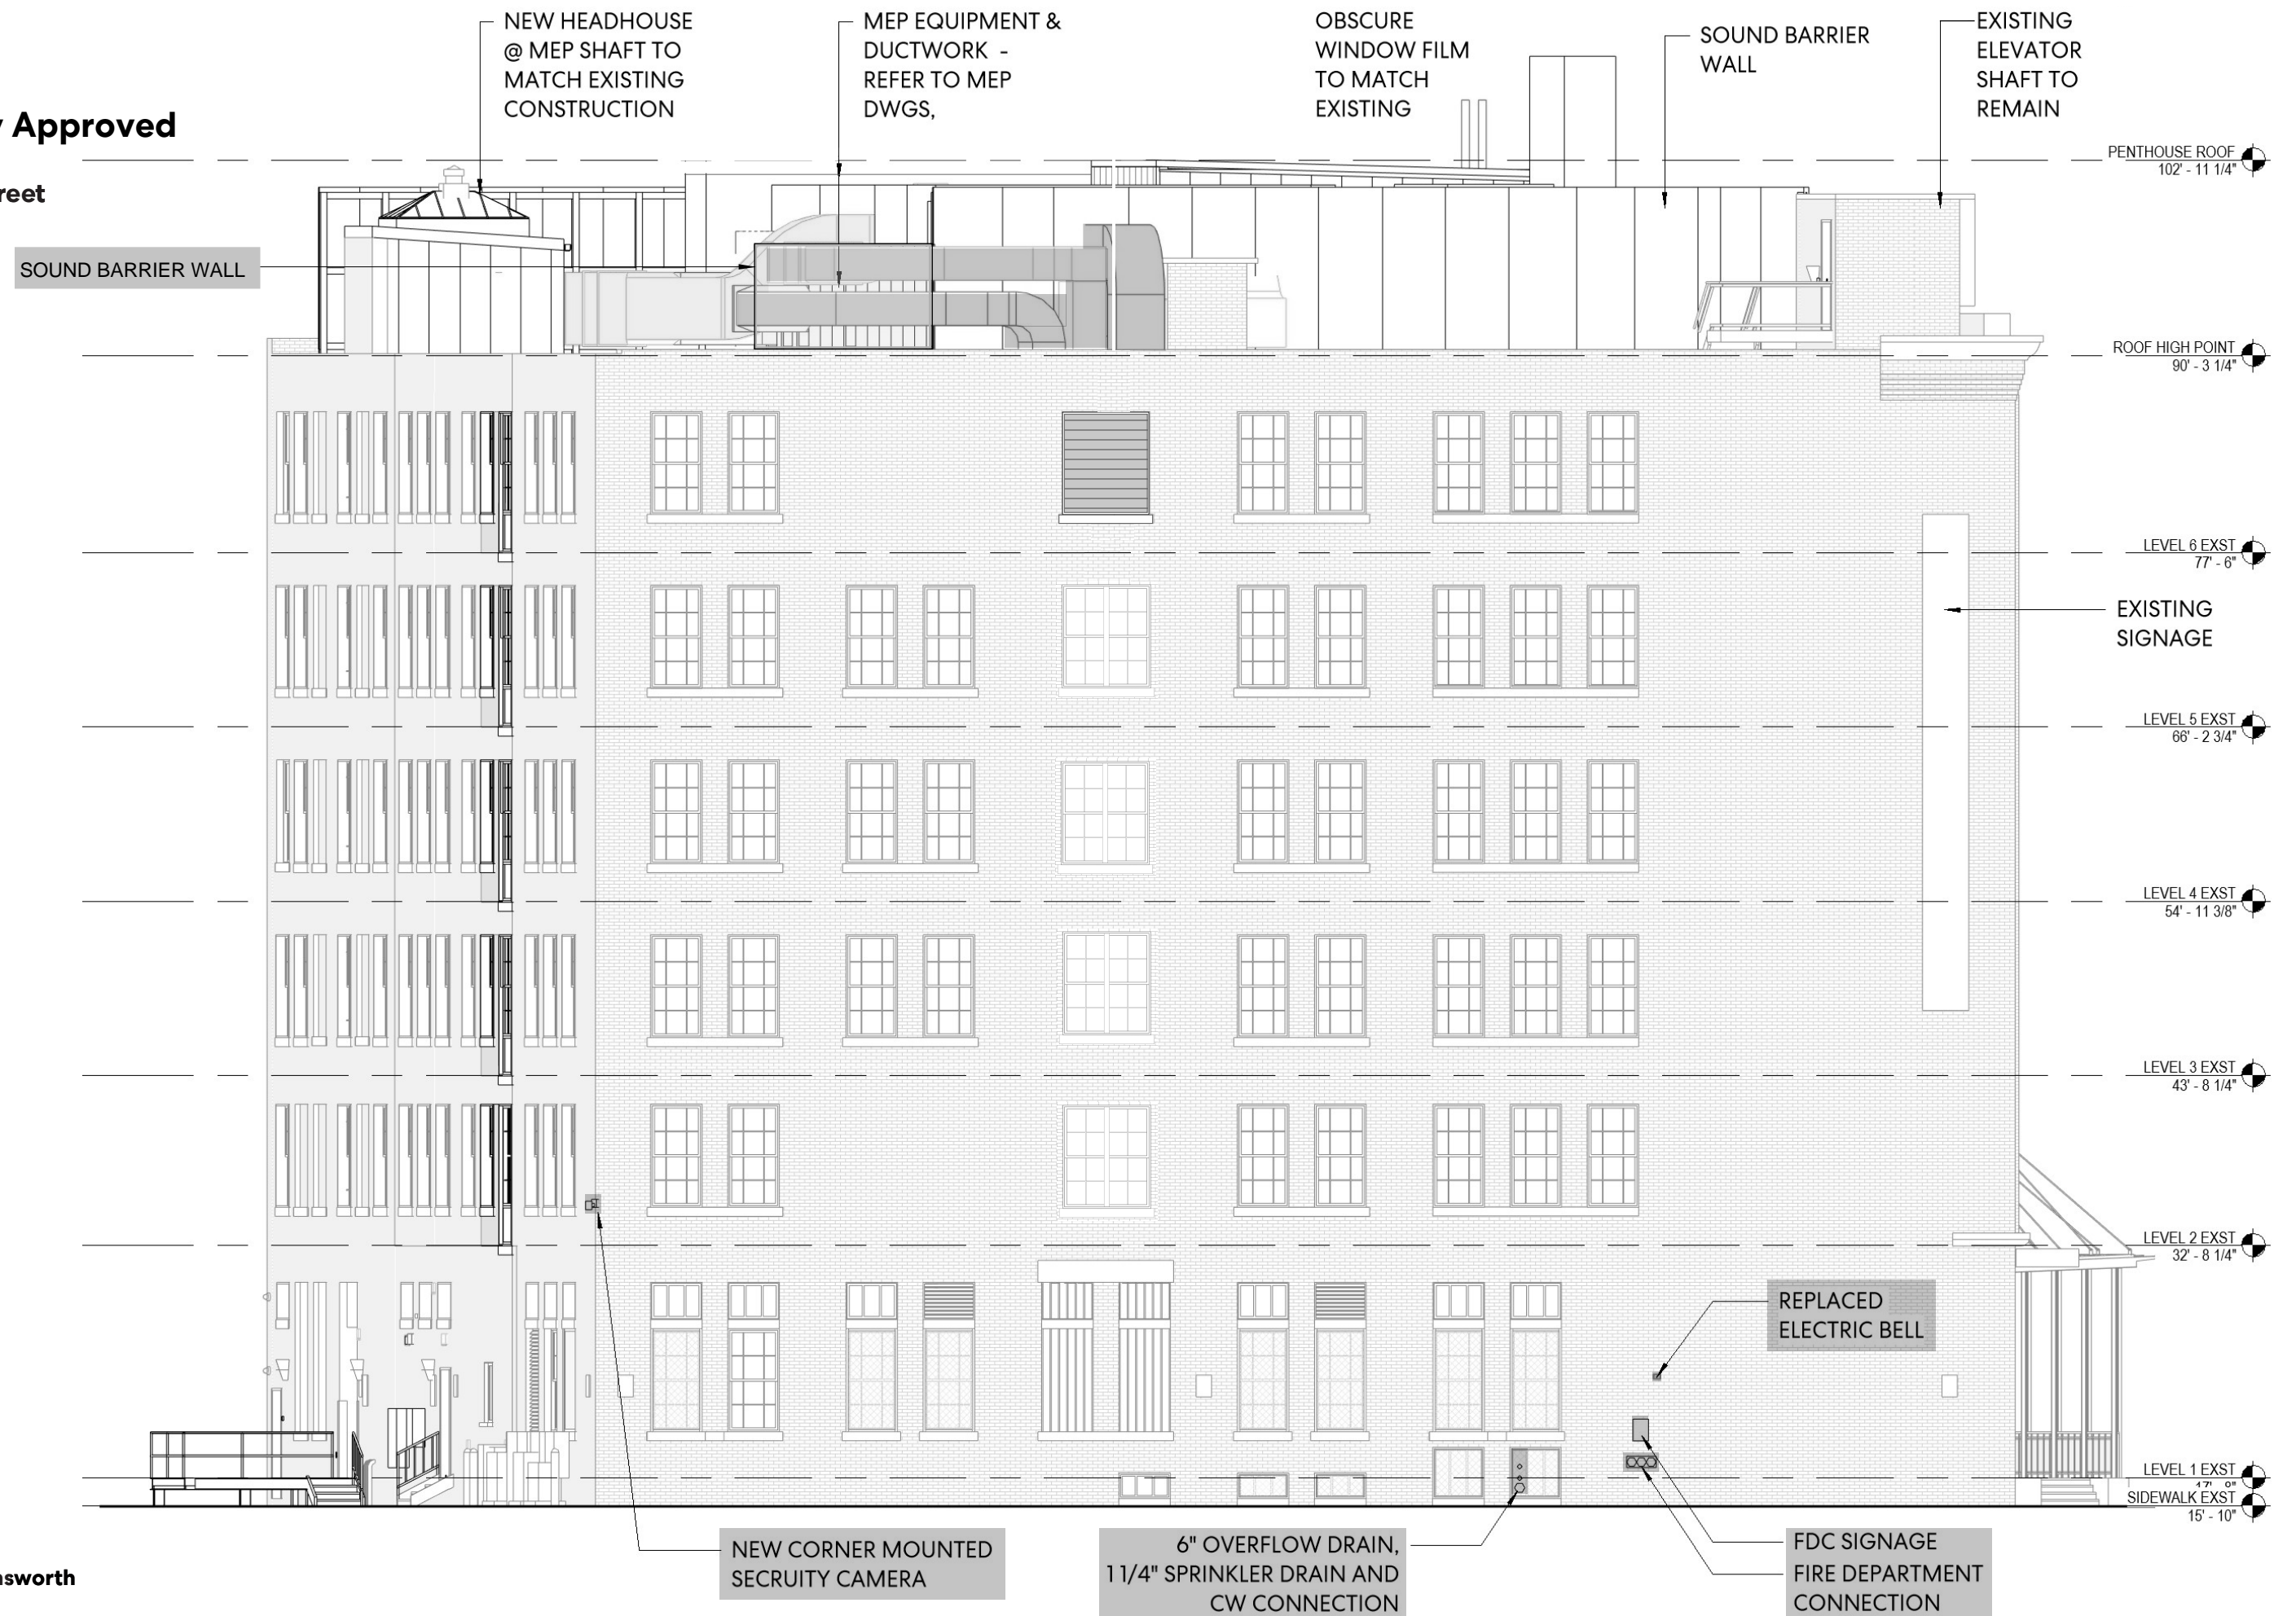 NEW HEADHOUSE
@ MEP SHAFT TO
MATCH EXISTING
CONSTRUCTION
MEP EQUIPMENT &
DUCTWORK -
REFER TO MEP
DWGS,
OBSCURE
WINDOW FILM
TO MATCH
EXISTING
SOUND BARRIER
WALL
EXISTING
ELEVATOR
SHAFT TO
REMAIN
Approved
reet
SOUND BARRIER WALL
PENTHOUSE ROOF
102' - 11 1/4"
ROOF HIGH POINT
90' - 3 1/4"
LEVEL 6 EXST
77' - 6"
EXISTING
SIGNAGE
LEVEL 5 EXST
66' - 2 3/4"
LEVEL 4 EXST
54' - 11 3/8"
LEVEL 3 EXST
43' - 8 1/4"
LEVEL 2 EXST
32' - 8 1/4"
REPLACED
ELECTRIC BELL
LEVEL 1 EXST
SIDEWALK EXST
15' - 10"
NEW CORNER MOUNTED
SECRUITY CAMERA
6" OVERFLOW DRAIN,
11/4" SPRINKLER DRAIN AND
CW CONNECTION
FDC SIGNAGE
FIRE DEPARTMENT
CONNECTION
sworth